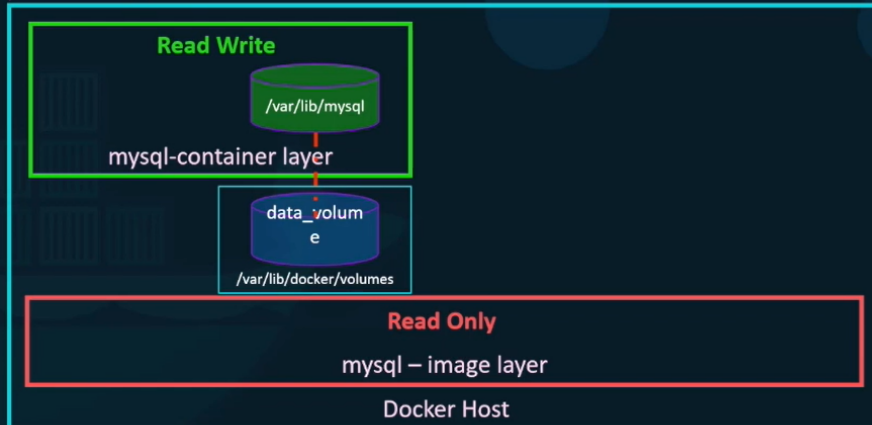 Read Write
/var/lib/mysql
mysql-container layer
data_volum
e
/var/lib/docker/volumes
Read Only
mysql – image layer
Docker Host